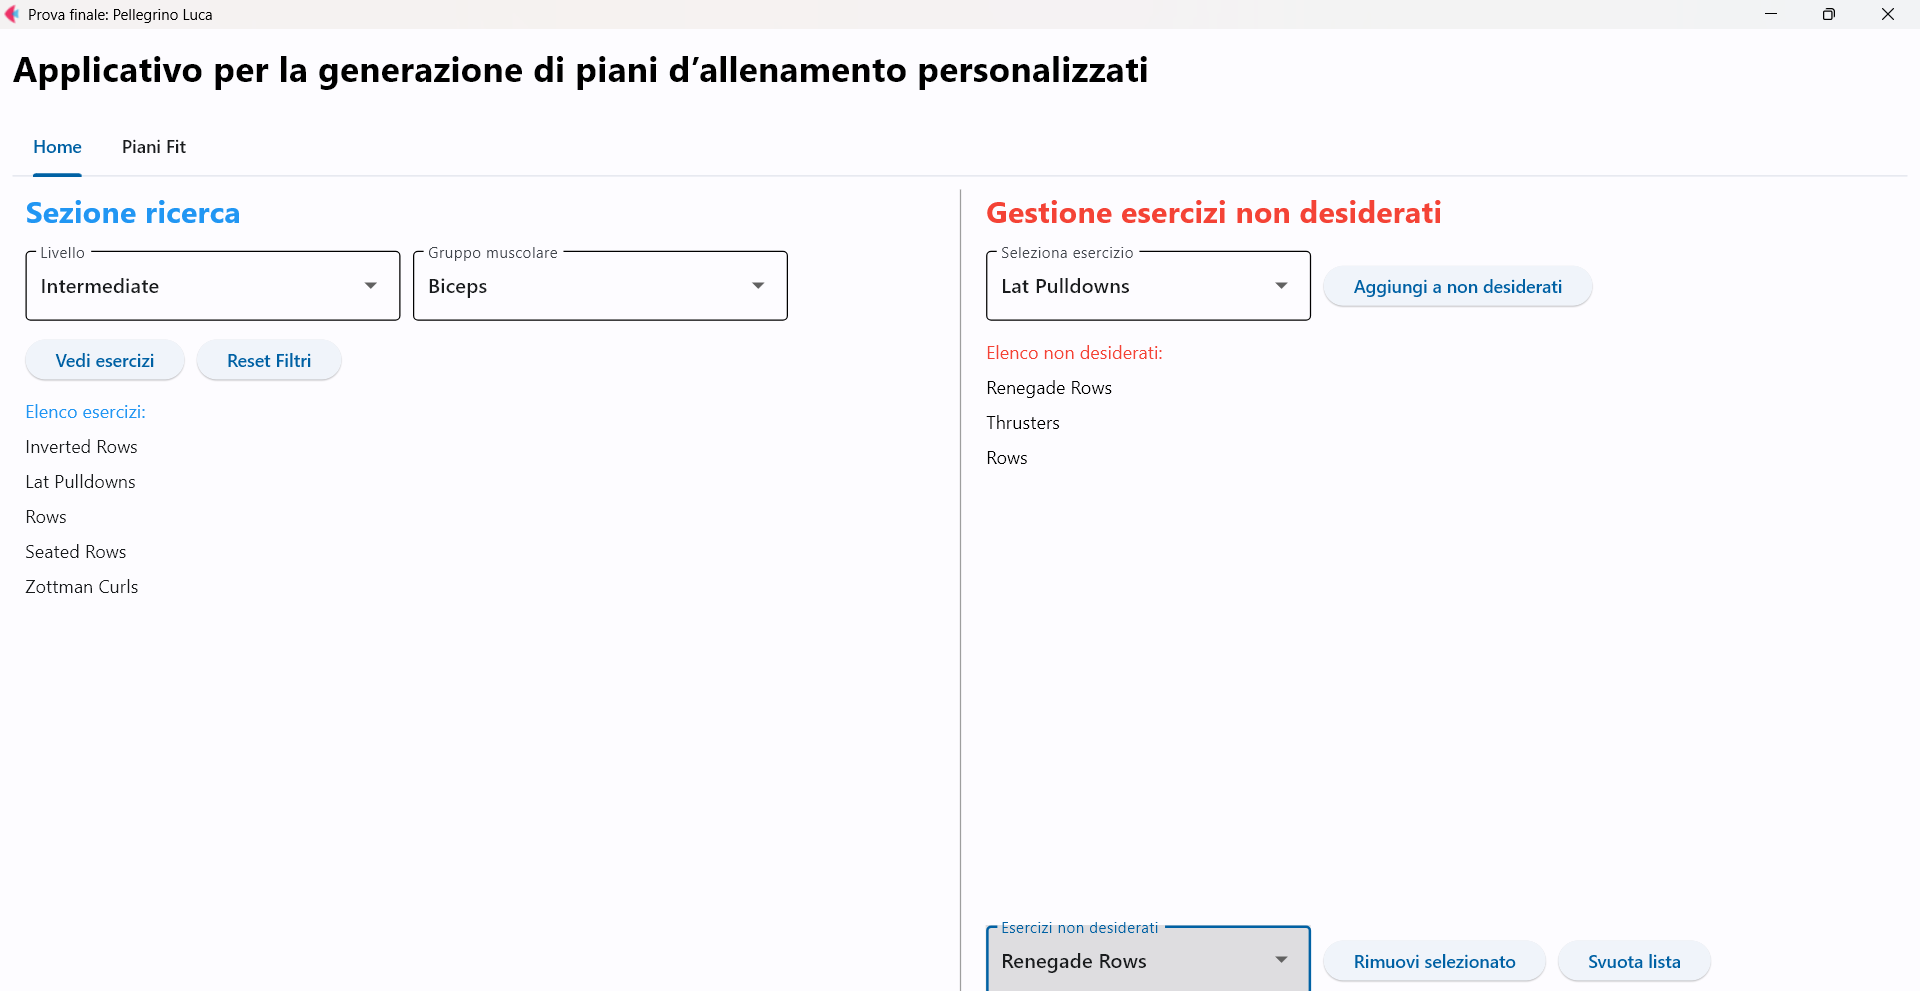 Prova finale: Pellegrino Luca
Applicativo per la generazione di piani d’allenamento personalizzati
Home Piani Fit
Sezione ricerca
Livello Gruppo muscolare
Intermediate Biceps
Vedi esercizi Reset Filtri
Elenco esercizi:
Inverted Rows
Lat Pulldowns
Rows
Seated Rows
Zottman Curls
Gestione esercizi non desiderati
Seleziona esercizio
Lat Pulldowns Aggiungi a non desiderati
Elenco non desiderati:
Renegade Rows
Thrusters
Rows
Esercizi non desiderati
Renegade Rows Rimuovi selezionato Svuota lista